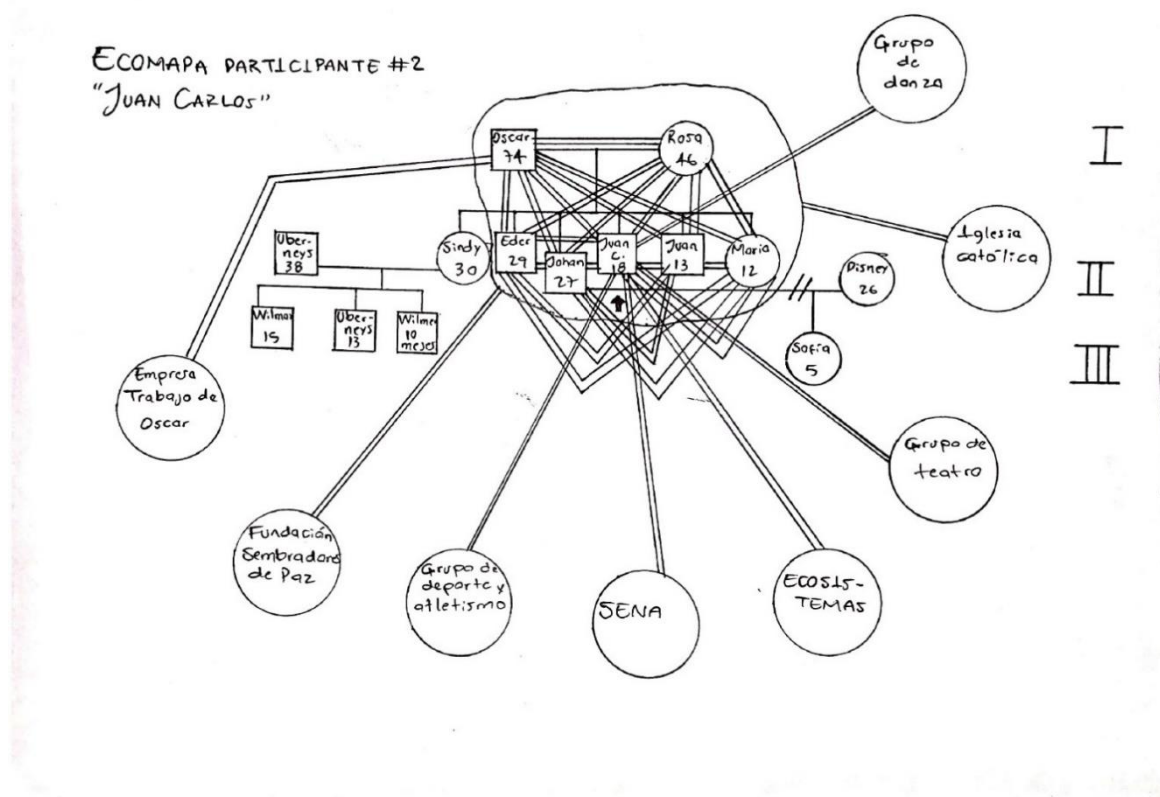 ECOMAPA PARTICIPANTE #2
"JUAN CARLOS"
Grupo
de
danza
I
Oscar
74
Rosa
46
Iglesia
católica
Uber-
neys
38
Sindy
30
Eder
29
Johan
27
Juan
C.
18
Juan
13
Maria
12
Disney
26
II
Wilmar
15
Uber-
neys
13
Wilmer
10
meses
Sofía
5
III
Empresa
Trabajo de
Oscar
Grupo de
teatro
Fundación
Sembradores
de Paz
Grupo de
deporte y
atletismo
SENA
ECOSIS-
TEMAS